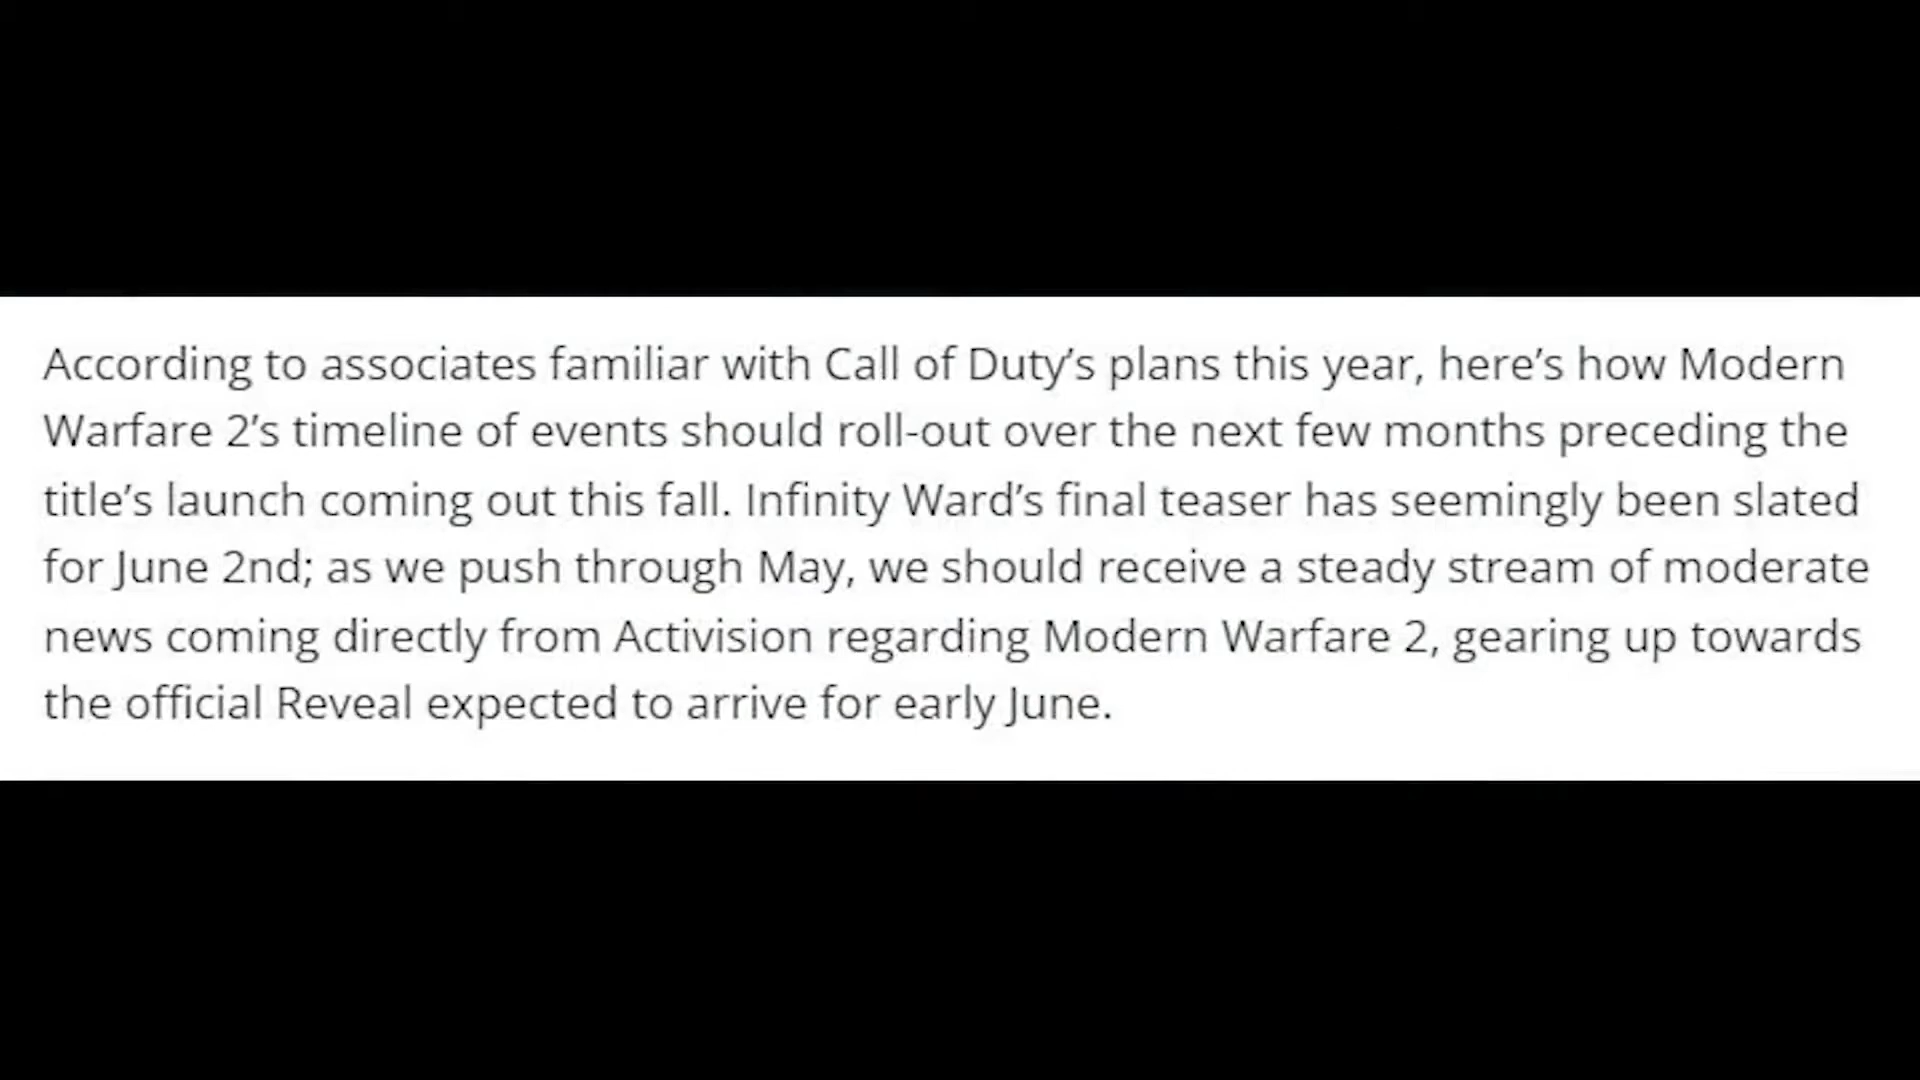 According to associates familiar with Call of Duty’s plans this year, here’s how Modern
Warfare 2’s timeline of events should roll-out over the next few months preceding the
title’s launch coming out this fall. Infinity Ward’s final teaser has seemingly been slated
for June 2nd; as we push through May, we should receive a steady stream of moderate
news coming directly from Activision regarding Modern Warfare 2, gearing up towards
the official Reveal expected to arrive for early June.